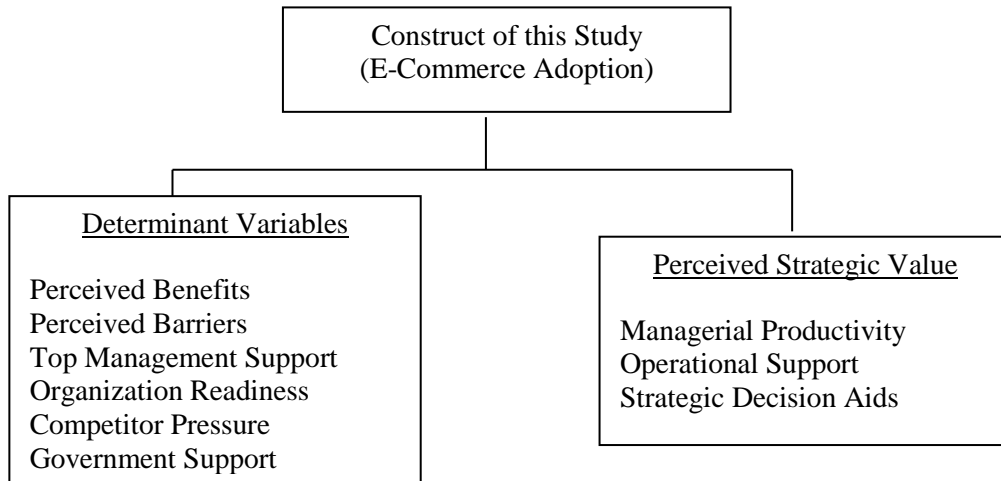 Construct of this Study
(E-Commerce Adoption)
Determinant Variables
Perceived Benefits
Perceived Barriers
Top Management Support
Organization Readiness
Competitor Pressure
Government Support
Perceived Strategic Value
Managerial Productivity
Operational Support
Strategic Decision Aids